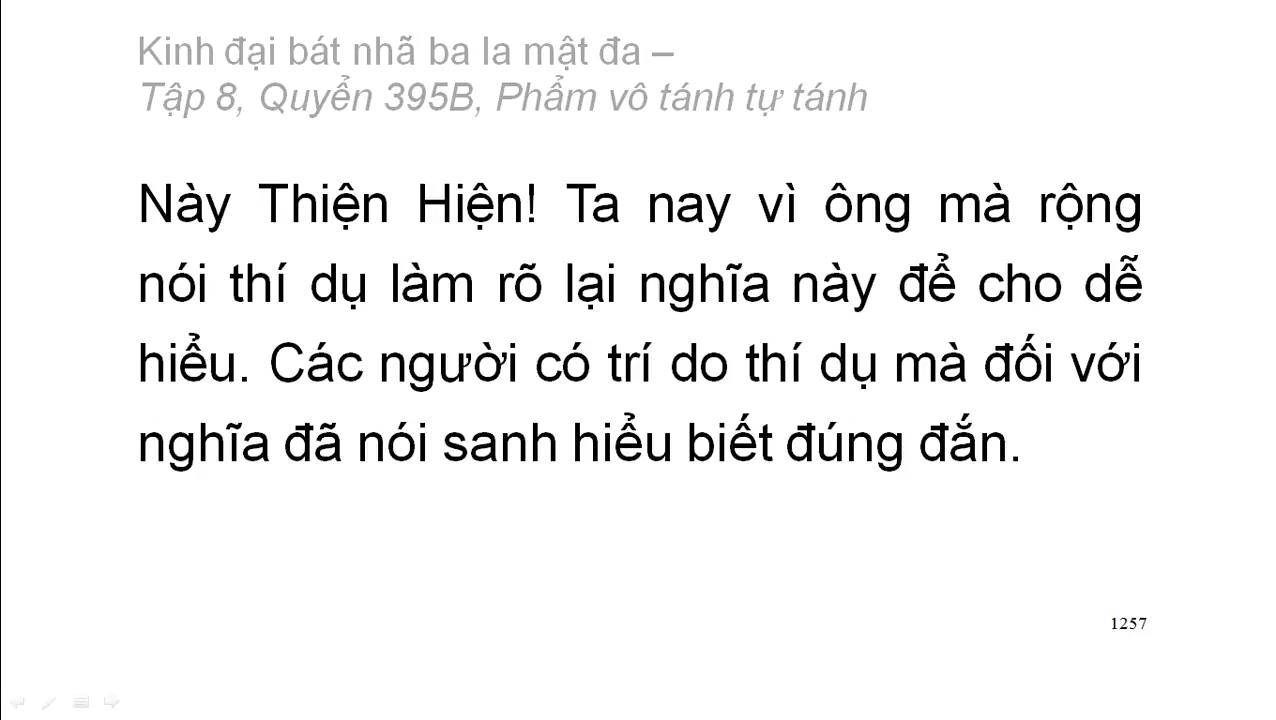 Kinh đại bát nhã ba la mật đa –
Tập 8, Quyển 395B, Phẩm vô tánh tự tánh
Này Thiện Hiện! Ta nay vì ông mà rộng
nói thí dụ làm rõ lại nghĩa này để cho dễ
hiểu. Các người có trí do thí dụ mà đối với
nghĩa đã nói sanh hiểu biết đúng đắn.
1257